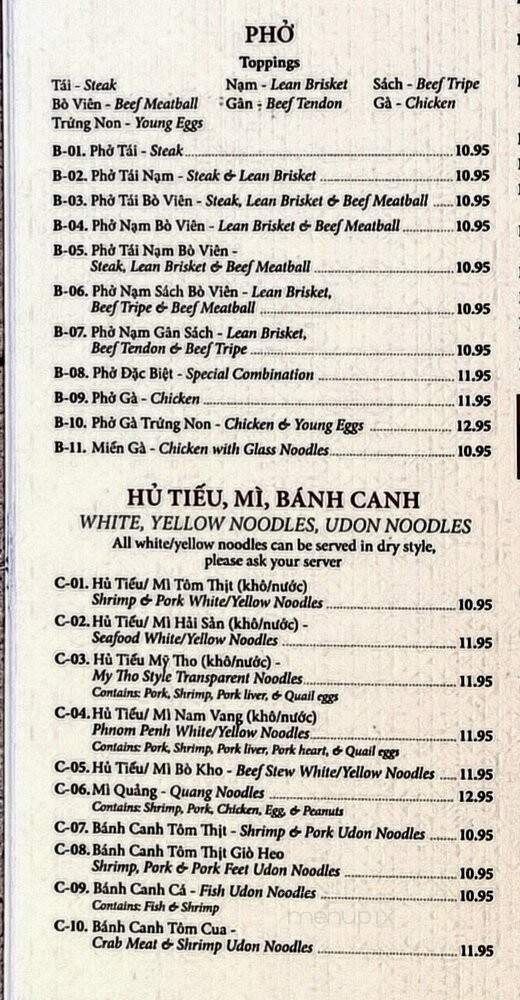 PHỞ
Toppings
Tái - Steak Nạm - Lean Brisket Sách - Beef Tripe
Bò Viên - Beef Meatball Gân - Beef Tendon Gà - Chicken
Trứng Non - Young Eggs
B-01. Phở Tái - Steak 10.95
B-02. Phở Tái Nạm - Steak & Lean Brisket 10.95
B-03. Phở Tái Bò Viên - Steak, Lean Brisket & Beef Meatball 10.95
B-04. Phở Nạm Bò Viên - Lean Brisket & Beef Meatball 10.95
B-05. Phở Tái Nạm Bò Viên -
Steak, Lean Brisket & Beef Meatball 10.95
B-06. Phở Nạm Sách Bò Viên - Lean Brisket,
Beef Tripe & Beef Meatball 10.95
B-07. Phở Nạm Gân Sách - Lean Brisket,
Beef Tendon & Beef Tripe 10.95
B-08. Phở Đặc Biệt - Special Combination 11.95
B-09. Phở Gà - Chicken 11.95
B-10. Phở Gà Trứng Non - Chicken & Young Eggs 12.95
B-11. Miến Gà - Chicken with Glass Noodles 10.95
HỦ TIẾU, MÌ, BÁNH CANH
WHITE, YELLOW NOODLES, UDON NOODLES
All white/yellow noodles can be served in dry style,
please ask your server
C-01. Hủ Tiếu/ Mì Tôm Thịt (khô/nước)
Shrimp & Pork White/Yellow Noodles 10.95
C-02. Hủ Tiếu/ Mì Hải Sản (khô/nước) -
Seafood White/Yellow Noodles 11.95
C-03. Hủ Tiếu Mỹ Tho (khô/nước) -
My Tho Style Transparent Noodles 11.95
Contains: Pork, Shrimp, Pork liver, & Quail eggs
C-04. Hủ Tiếu/ Mì Nam Vang (khô/nước)
Phnom Penh White/Yellow Noodles 11.95
Contains: Pork, Shrimp, Pork liver, Pork heart, & Quail eggs
C-05. Hủ Tiếu/ Mì Bò Kho - Beef Stew White/Yellow Noodles 11.95
C-06. Mì Quảng - Quang Noodles 12.95
Contains: Shrimp, Pork, Chicken, Egg, & Peanuts
C-07. Bánh Canh Tôm Thịt - Shrimp & Pork Udon Noodles 10.95
C-08. Bánh Canh Tôm Thịt Giò Heo
Shrimp, Pork & Pork Feet Udon Noodles 10.95
C-09. Bánh Canh Cá - Fish Udon Noodles 10.95
Contains: Fish & Shrimp
menupix
C-10. Bánh Canh Tôm Cua -
Crab Meat & Shrimp Udon Noodles 11.95